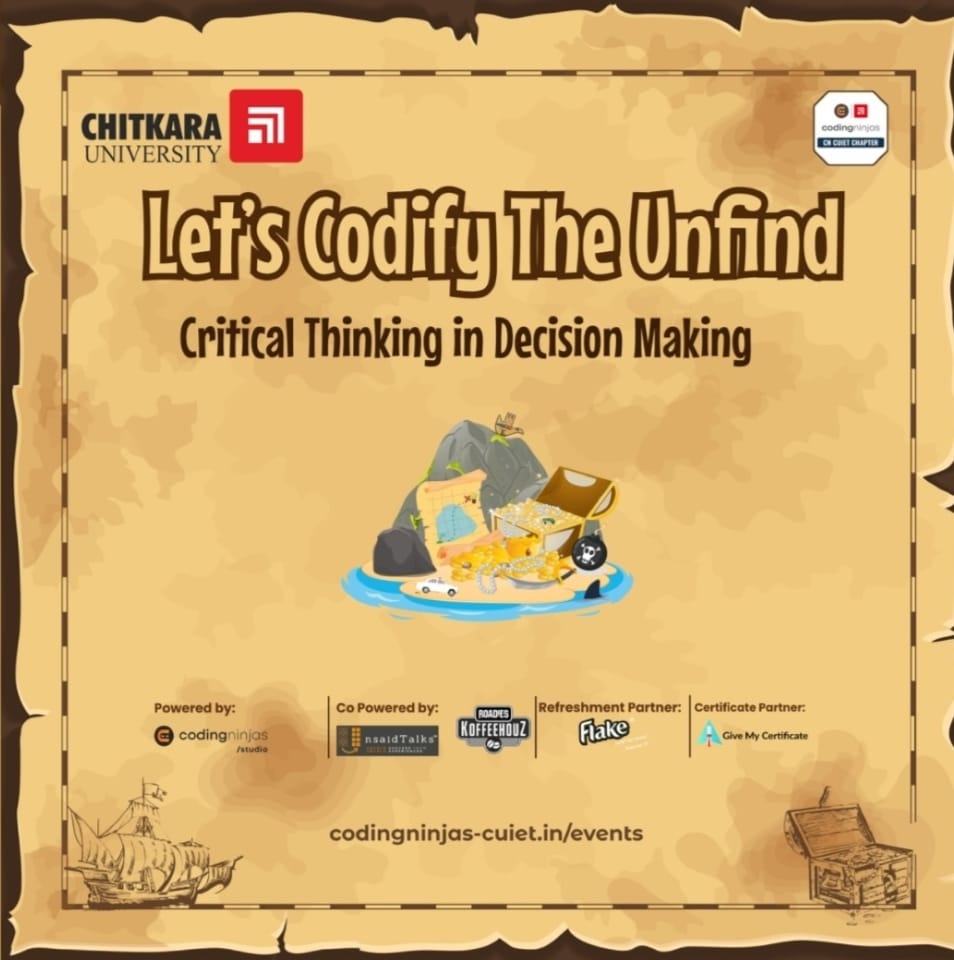 CHITKARA
UNIVERSITY
codingninjas
CN CUIET CHAPTER
Let's Codify The Unfind
Critical Thinking in Decision Making
Powered by:
codingninjas
/studio
Co Powered by:
nsaidTalks
ROADIES
KOFFEEHOUZ
Refreshment Partner:
Flake
Certificate Partner:
Give My Certificate
codingninjas-cuiet.in/events